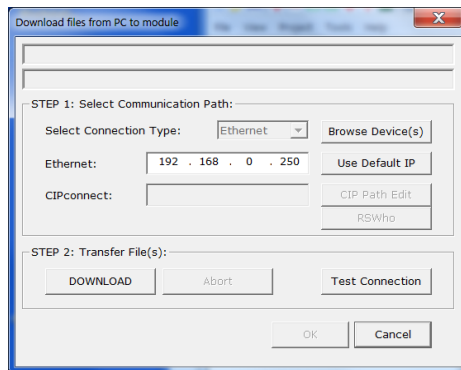 Download files from PC to module
STEP 1: Select Communication Path:
Select Connection Type: Ethernet Browse Device(s)
Ethernet: 192 . 168 . 0 . 250 Use Default IP
CIPconnect: CIP Path Edit
RSWho
STEP 2: Transfer File(s):
DOWNLOAD Abort Test Connection
OK Cancel